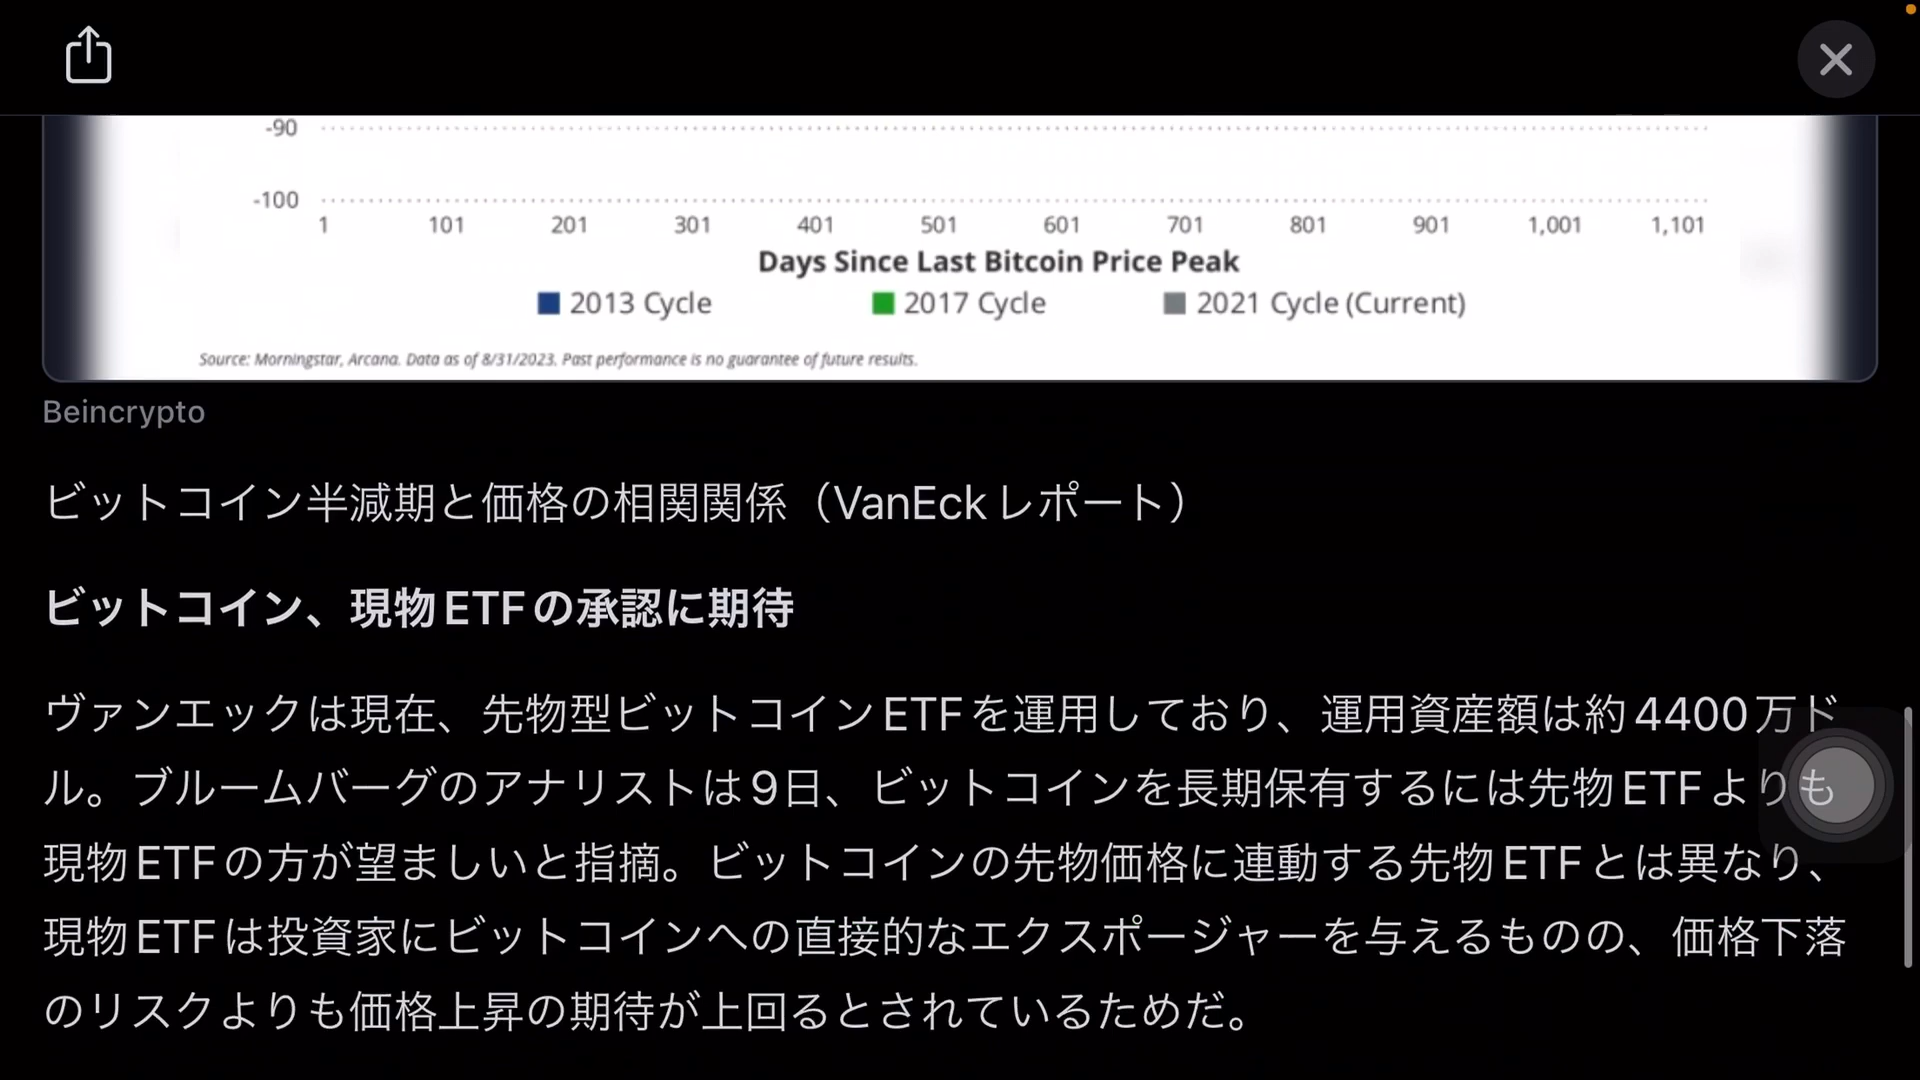 -90
-100
1 101 201 301 401 501 601 701 801 901 1,001 1,101
Days Since Last Bitcoin Price Peak
2013 Cycle 2017 Cycle 2021 Cycle (Current)
Source: Morningstar, Arcana. Data as of 8/31/2023. Past performance is no guarantee of future results.
Beincrypto
ビットコイン半減期と価格の相関関係（VanEckレポート）
ビットコイン、現物ETFの承認に期待
ヴァンエックは現在、先物型ビットコインETFを運用しており、運用資産額は約4400万ド
ル。ブルームバーグのアナリストは9日、ビットコインを長期保有するには先物ETFよりも
現物ETFの方が望ましいと指摘。ビットコインの先物価格に連動する先物ETFとは異なり、
現物ETFは投資家にビットコインへの直接的なエクスポージャーを与えるものの、価格下落
のリスクよりも価格上昇の期待が上回るとされているためだ。